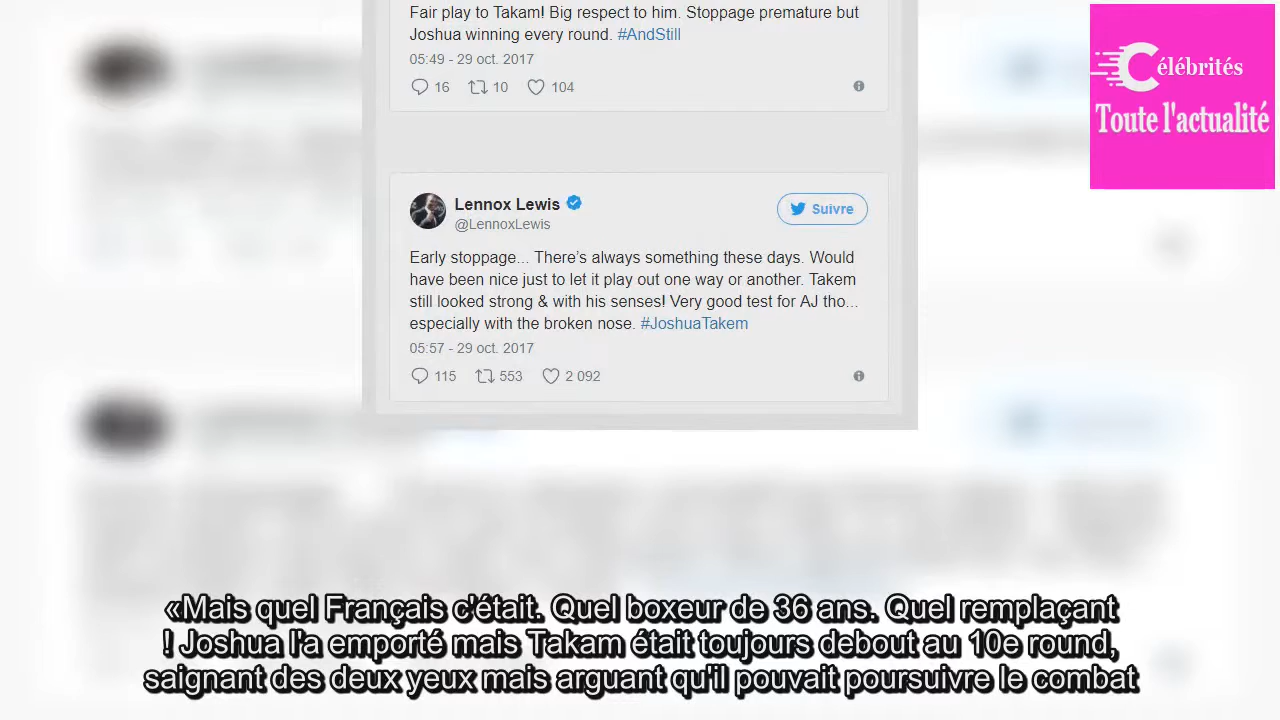 Fair play to Takam! Big respect to him. Stoppage premature but
Joshua winning every round. #AndStill
05:49 - 29 oct. 2017
16 10 104
Célébrités
Toute l'actualité
Lennox Lewis
@LennoxLewis
Suivre
Early stoppage... There's always something these days. Would
have been nice just to let it play out one way or another. Takem
still looked strong & with his senses! Very good test for AJ tho...
especially with the broken nose. #JoshuaTakem
05:57 - 29 oct. 2017
115 553 2 092
«Mais quel Français c'était. Quel boxeur de 36 ans. Quel remplaçant
! Joshua l'a emporté mais Takam était toujours debout au 10e round,
saignant des deux yeux mais arguant qu'il pouvait poursuivre le combat